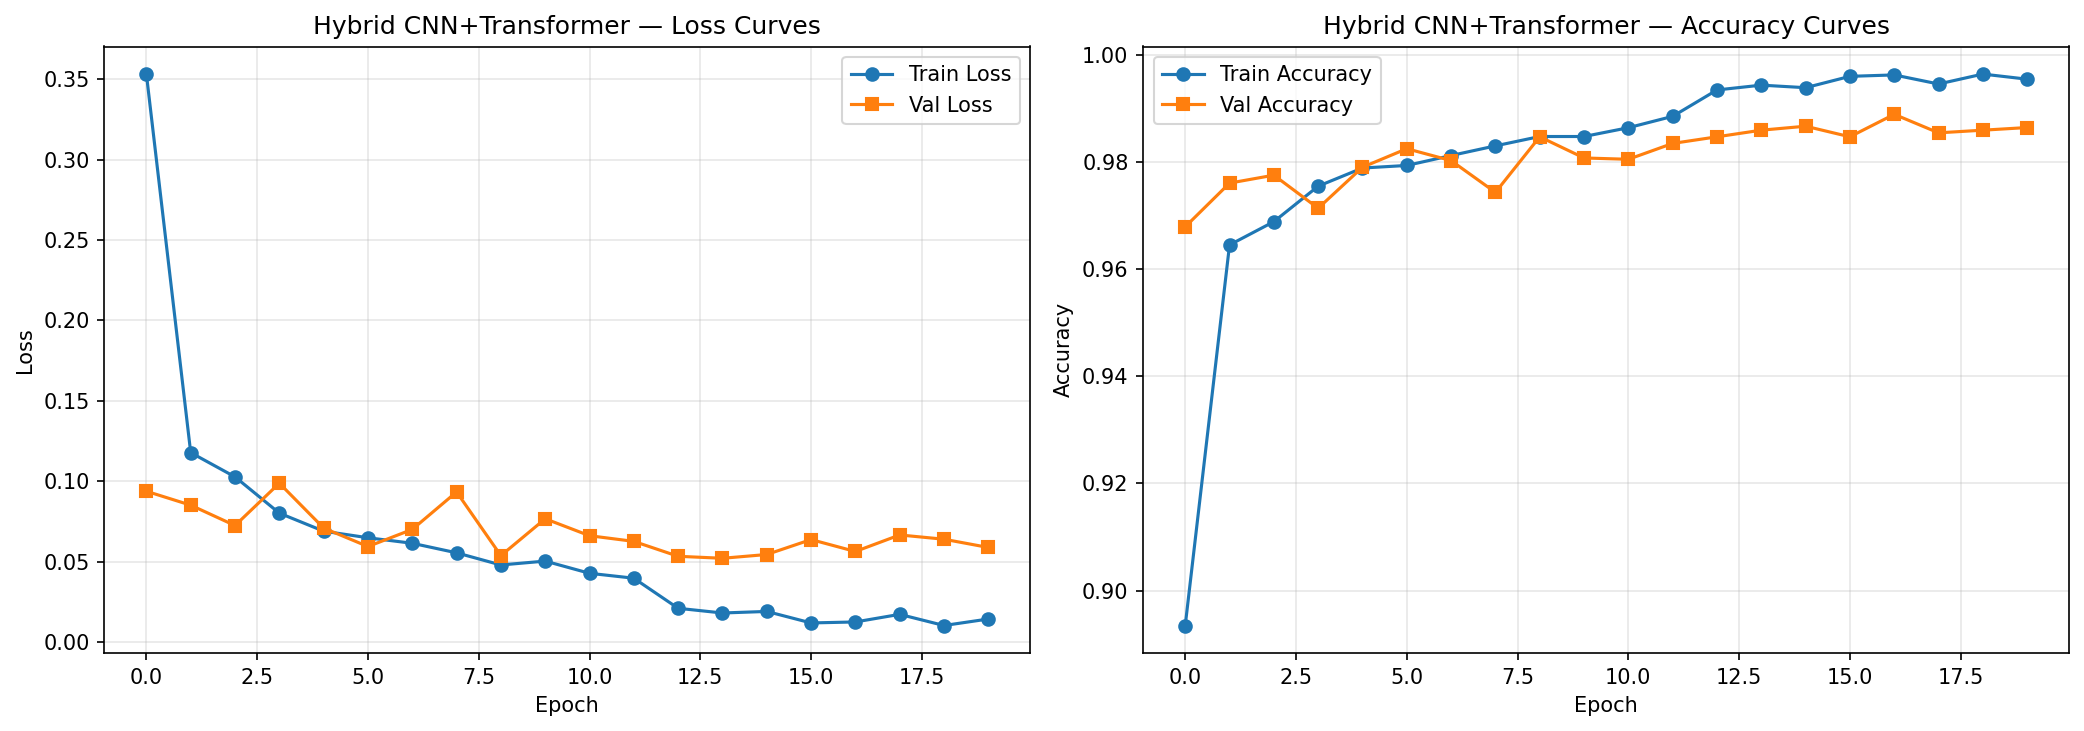 Hybrid CNN+Transformer — Loss Curves
Train Loss
Val Loss
0.35
0.30
0.25
0.20
0.15
0.10
0.05
0.00
Loss
0.0 2.5 5.0 7.5 10.0 12.5 15.0 17.5
Epoch
Hybrid CNN+Transformer — Accuracy Curves
Train Accuracy
Val Accuracy
1.00
0.98
0.96
0.94
0.92
0.90
Accuracy
0.0 2.5 5.0 7.5 10.0 12.5 15.0 17.5
Epoch